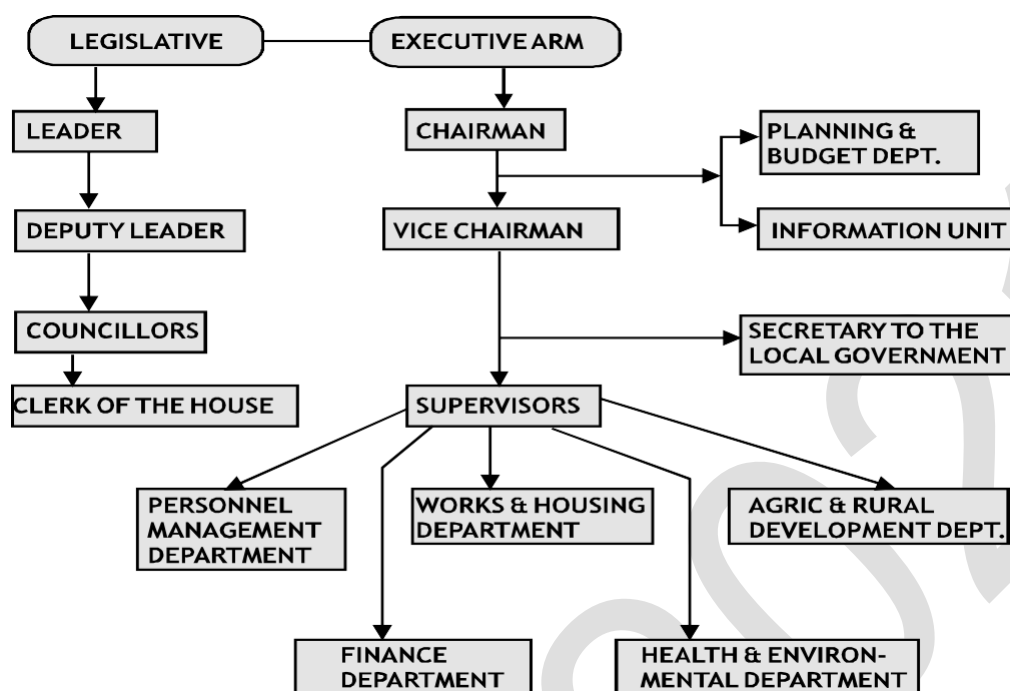 LEGISLATIVE
EXECUTIVE ARM
LEADER
CHAIRMAN
PLANNING &
BUDGET DEPT.
DEPUTY LEADER
VICE CHAIRMAN
INFORMATION UNIT
COUNCILLORS
SECRETARY TO THE
LOCAL GOVERNMENT
CLERK OF THE HOUSE
SUPERVISORS
PERSONNEL
MANAGEMENT
DEPARTMENT
WORKS & HOUSING
DEPARTMENT
AGRIC & RURAL
DEVELOPMENT DEPT.
FINANCE
DEPARTMENT
HEALTH & ENVIRON-
MENTAL DEPARTMENT